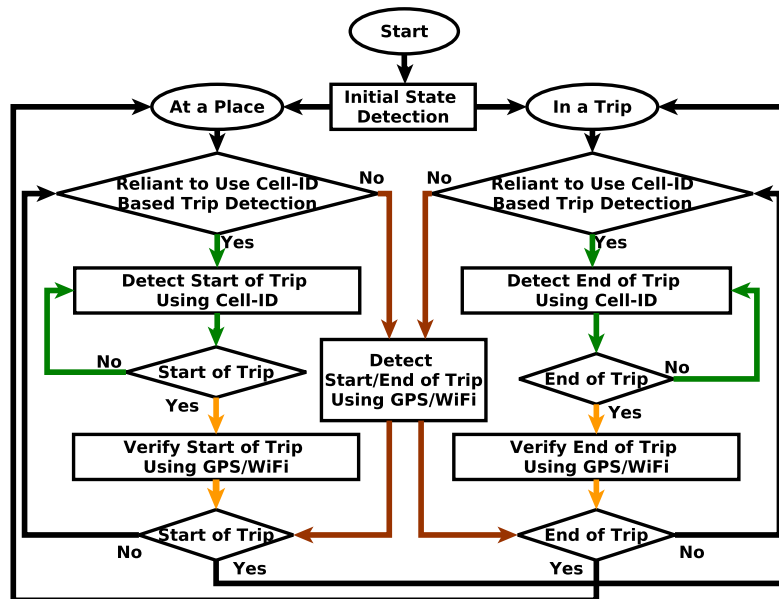 Start
Initial State
Detection
At a Place
In a Trip
Reliant to Use Cell-ID
Based Trip Detection
No
Yes
No
Reliant to Use Cell-ID
Based Trip Detection
Yes
Detect Start of Trip
Using Cell-ID
Detect End of Trip
Using Cell-ID
No
Start of Trip
Yes
Detect
Start/End of Trip
Using GPS/WiFi
End of Trip
No
Yes
Verify Start of Trip
Using GPS/WiFi
Verify End of Trip
Using GPS/WiFi
Start of Trip
No
Yes
End of Trip
No
Yes